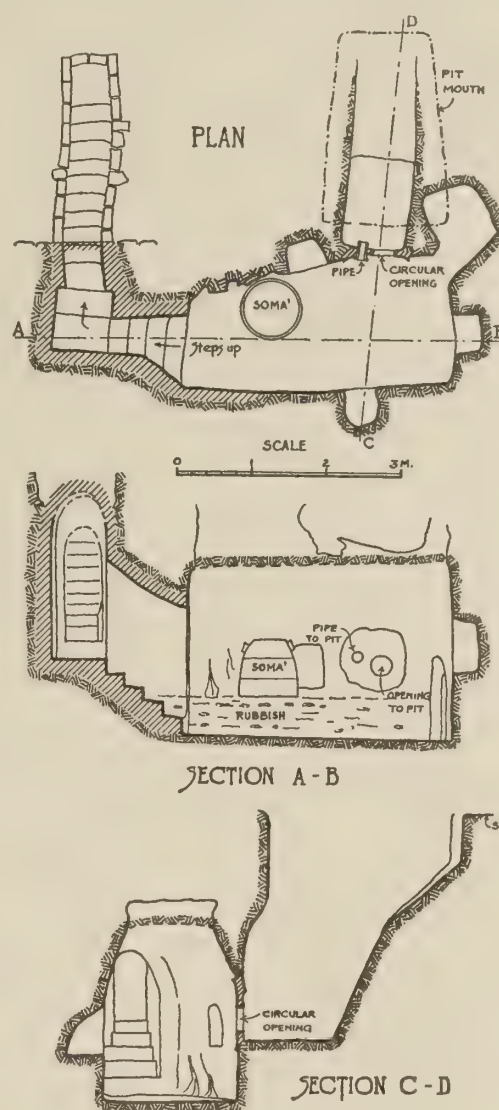 D
PIT
MOUTH
PLAN
PIPE
CIRCULAR
OPENING
SOMA'
A
Steps up
B
C
SCALE
0 1 2 3 M.
PIPE
TO PIT
SOMA'
OPENING
TO PIT
RUBBISH
SECTION A - B
CIRCULAR
OPENING
SECTION C - D